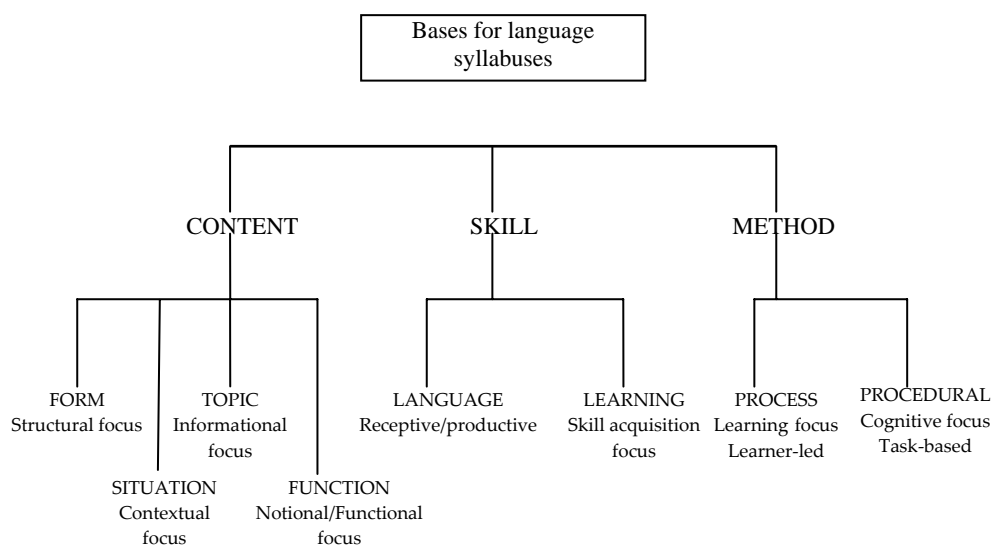 Bases for language
syllabuses
CONTENT
SKILL
METHOD
FORM
Structural focus
TOPIC
Informational
focus
LANGUAGE
Receptive/productive
LEARNING
Skill acquisition
focus
PROCESS
Learning focus
Learner-led
PROCEDURAL
Cognitive focus
Task-based
SITUATION
Contextual
focus
FUNCTION
Notional/Functional
focus